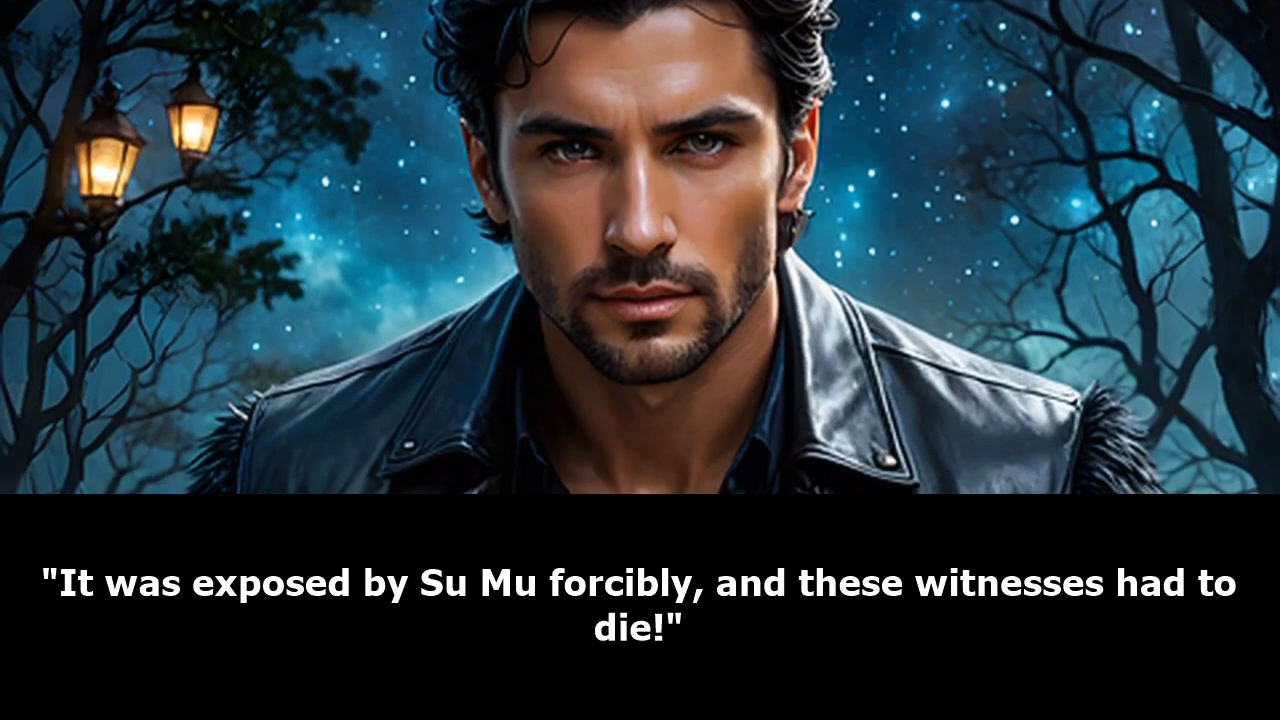 "It was exposed by Su Mu forcibly, and these witnesses had to
die!"